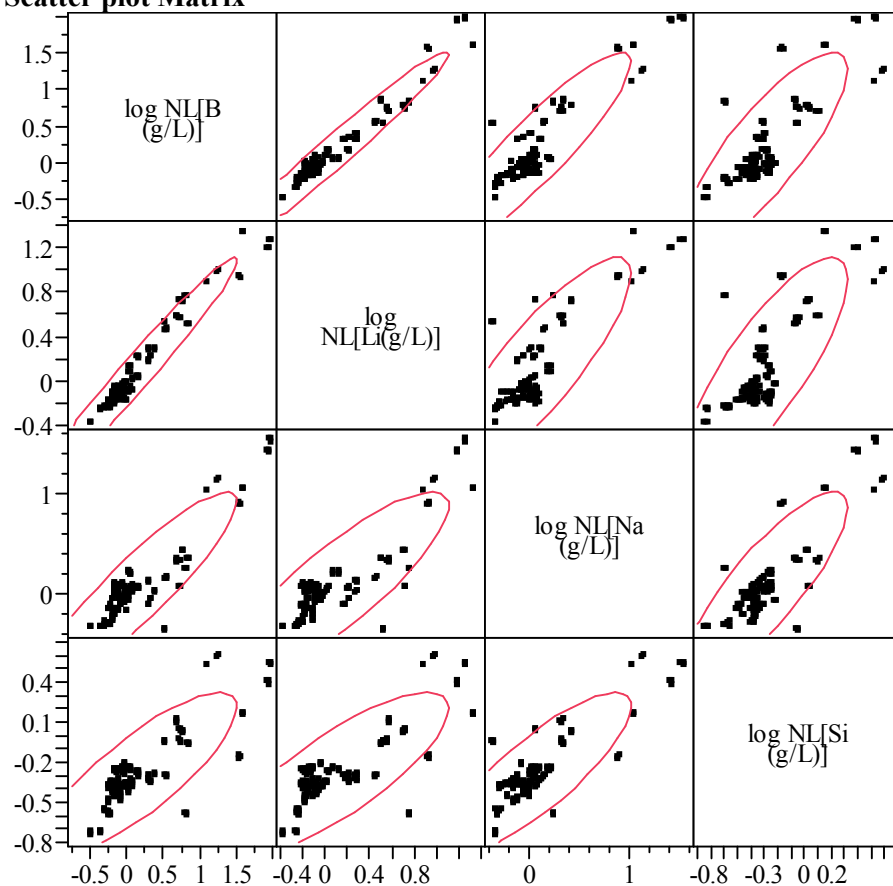 Scatter plot Matrix
1.5
1
0.5
0
-0.5
log NL[B
(g/L)]
1.2
0.8
0.4
0
-0.4
log
NL[Li(g/L)]
1
0
log NL[Na
(g/L)]
0.4
0.1
-0.2
-0.5
-0.8
log NL[Si
(g/L)]
-0.5 0 0.5 1 1.5 -0.4 0 0.4 0.8 0 1 -0.8 -0.3 0 0.2